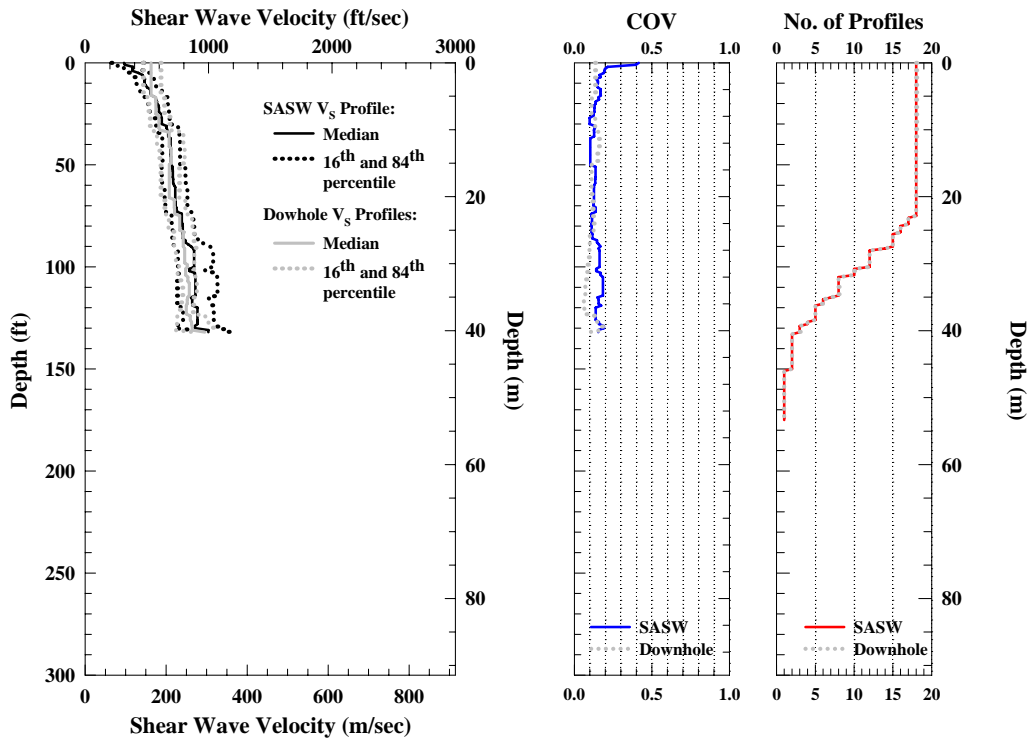 Shear Wave Velocity (ft/sec)
0 1000 2000 3000
COV
0.0 0.5 1.0
No. of Profiles
0 5 10 15 20
Depth (ft)
0
50
100
150
200
250
300
SASW VS Profile:
Median
16th and 84th
percentile
Dowhole VS Profiles:
Median
16th and 84th
percentile
0
20
40
60
80
Depth (m)
SASW
Downhole
SASW
Downhole
0
20
40
60
80
Depth (m)
0 200 400 600 800
Shear Wave Velocity (m/sec)
0.0 0.5 1.0
0 5 10 15 20